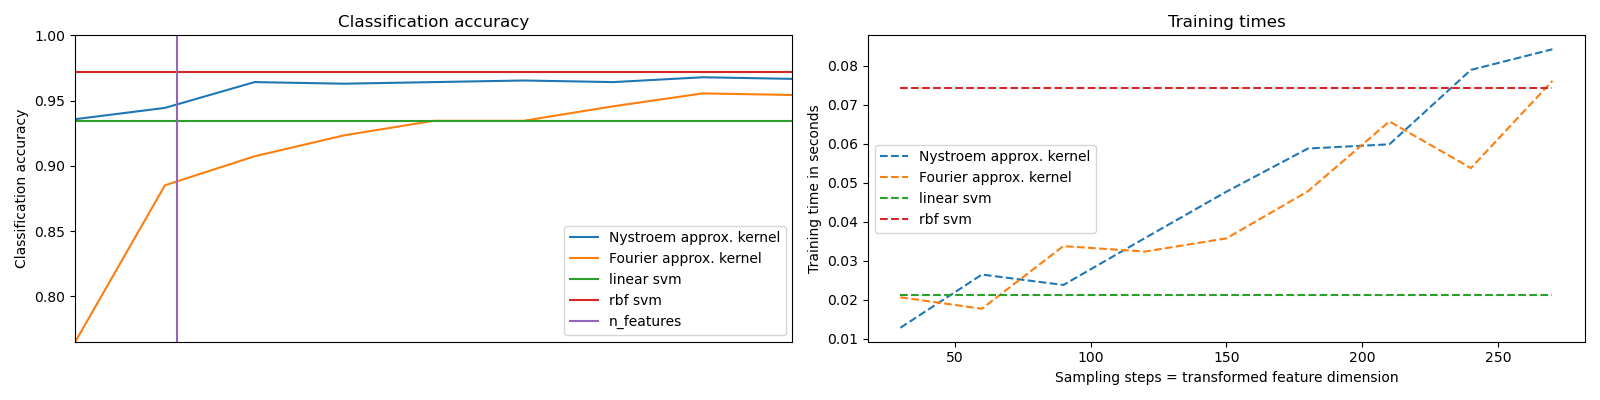 Classification accuracy
Classification accuracy
1.00
0.95
0.90
0.85
0.80
Nystroem approx. kernel
Fourier approx. kernel
linear svm
rbf svm
n_features
Training times
Training time in seconds
0.08
0.07
0.06
0.05
0.04
0.03
0.02
0.01
Nystroem approx. kernel
Fourier approx. kernel
linear svm
rbf svm
50 100 150 200 250
Sampling steps = transformed feature dimension